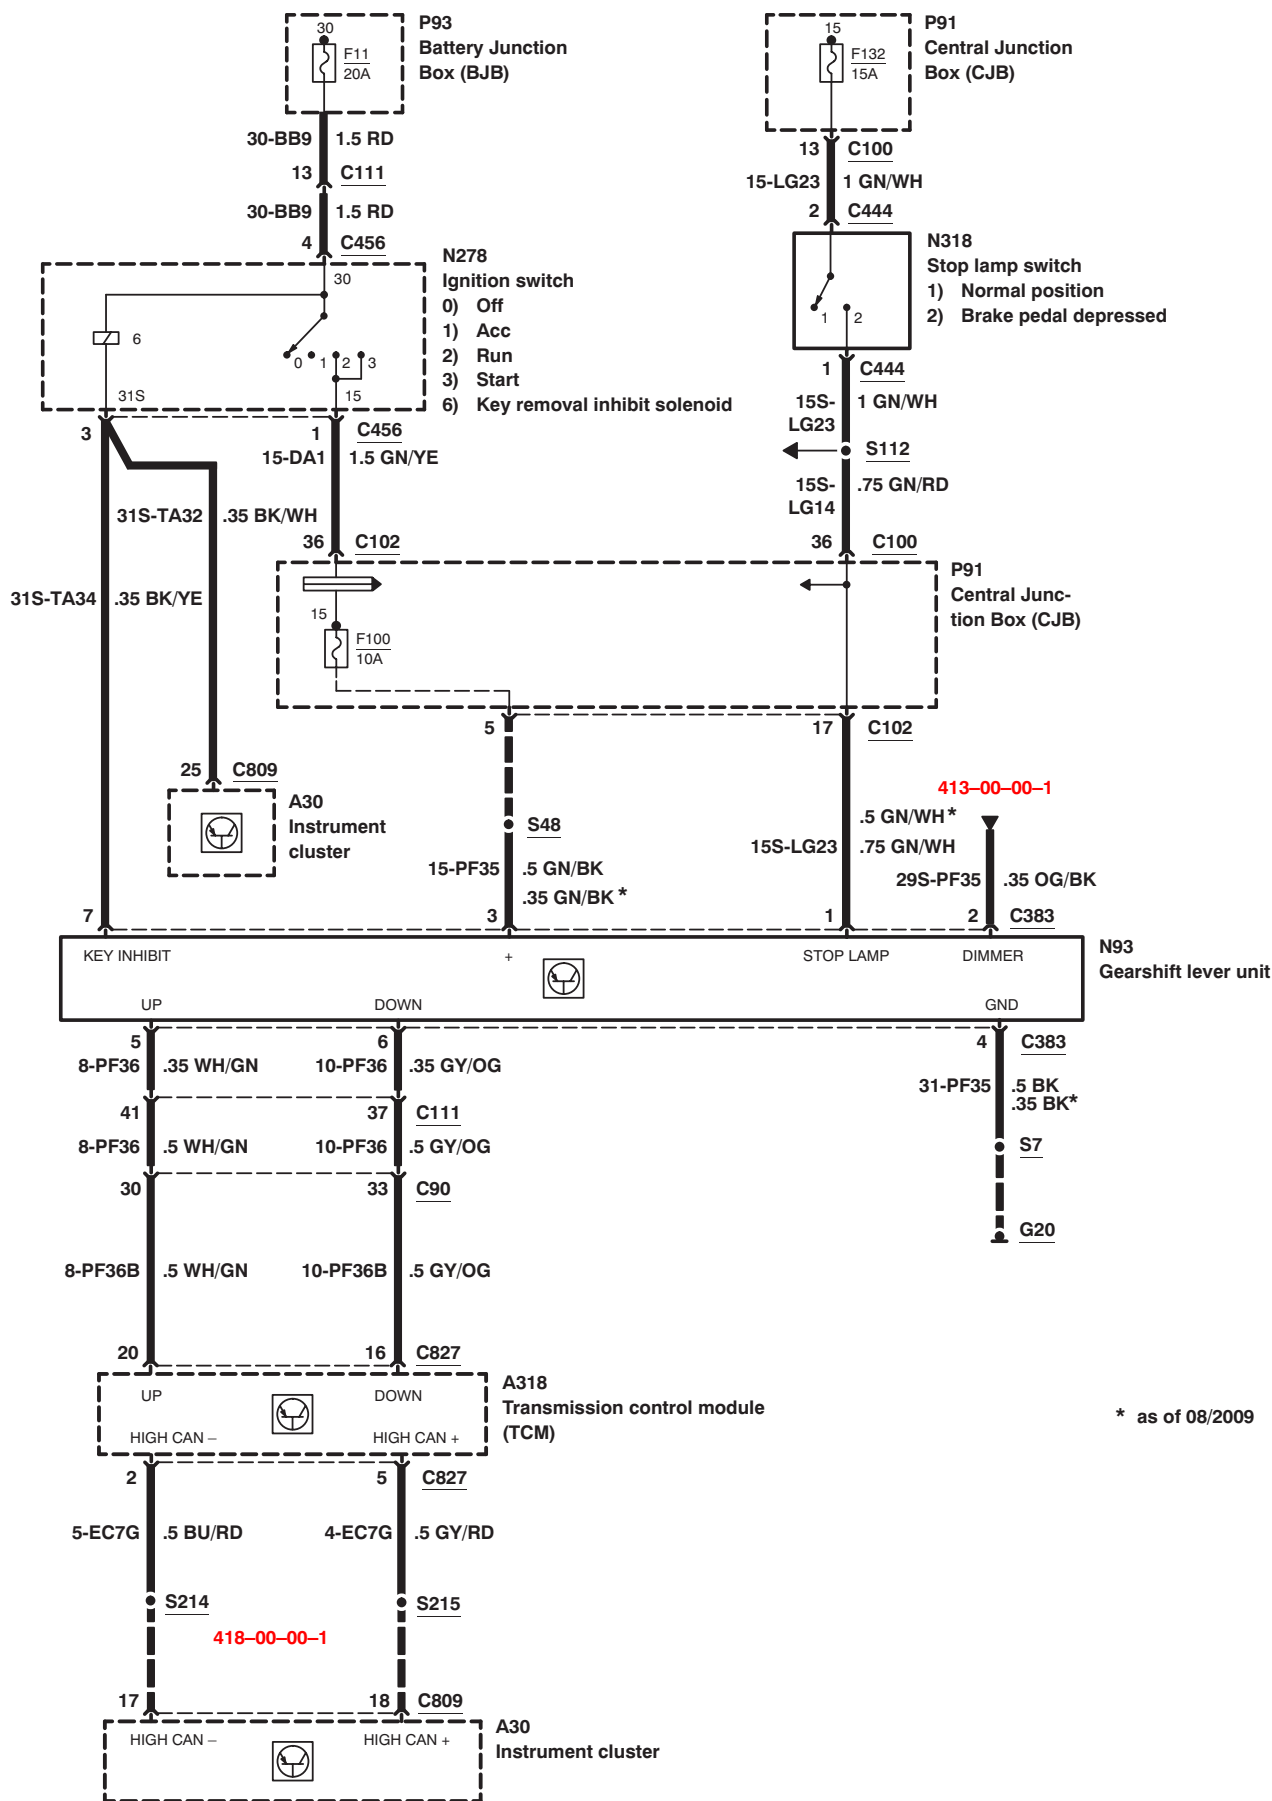 30
F11
20A
P93
Battery Junction
Box (BJB)
15
F132
15A
P91
Central Junction
Box (CJB)
30-BB9 1.5 RD
13 C111
30-BB9 1.5 RD
4 C456
13 C100
15-LG23 1 GN/WH
2 C444
N278
Ignition switch
0) Off
1) Acc
2) Run
3) Start
6) Key removal inhibit solenoid
30
6
0 1 2 3
31S 15
N318
Stop lamp switch
1) Normal position
2) Brake pedal depressed
1 2
3 1 C456
15-DA1 1.5 GN/YE
1 C444
15S-
LG23
1 GN/WH
S112
15S-
LG14
.75 GN/RD
31S-TA32 .35 BK/WH
36 C102
36 C100
31S-TA34 .35 BK/YE
15
F100
10A
P91
Central Junc-
tion Box (CJB)
5 17 C102
25 C809
A30
Instrument
cluster
S48
15-PF35 .5 GN/BK
.35 GN/BK *
.5 GN/WH *
15S-LG23 .75 GN/WH
413–00–00–1
29S-PF35 .35 OG/BK
7 3 1 2 C383
KEY INHIBIT + STOP LAMP DIMMER
UP DOWN GND
N93
Gearshift lever unit
5 6 4 C383
8-PF36 .35 WH/GN 10-PF36 .35 GY/OG
31-PF35 .5 BK
.35 BK*
41 37 C111
8-PF36 .5 WH/GN 10-PF36 .5 GY/OG
S7
30 33 C90
G20
8-PF36B .5 WH/GN 10-PF36B .5 GY/OG
20 16 C827
UP DOWN
HIGH CAN – HIGH CAN +
A318
Transmission control module
(TCM)
* as of 08/2009
2 5 C827
5-EC7G .5 BU/RD 4-EC7G .5 GY/RD
S214 S215
418–00–00–1
17 18 C809
HIGH CAN – HIGH CAN +
A30
Instrument cluster